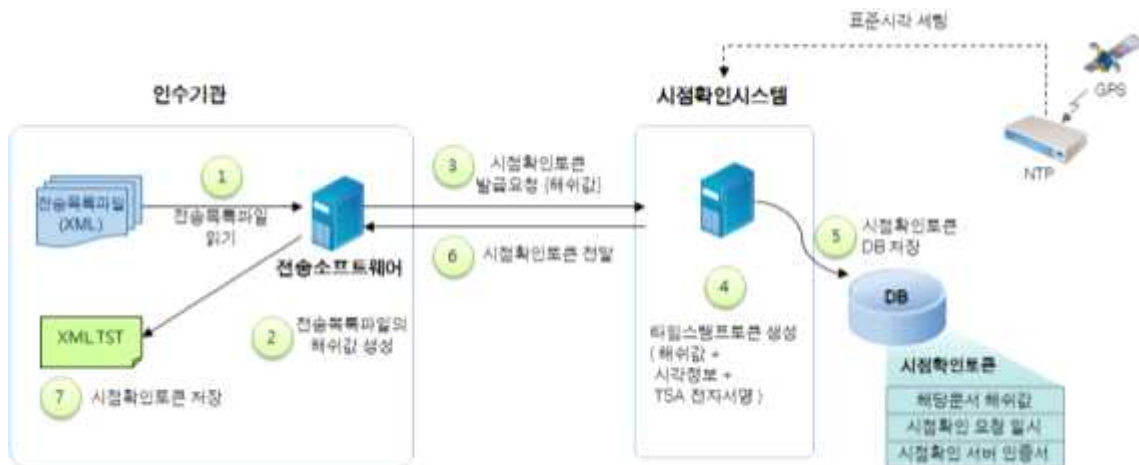 표준시각 세팅
GPS
NTP
인수기관
시점확인시스템
전송목록파일
(XML)
1
전송목록파일
읽기
전송소프트웨어
3
시점확인토큰
발급요청 (해쉬값)
6
시점확인토큰 전달
5
시점확인토큰
DB 저장
DB
4
타임스탬프토큰 생성
( 해쉬값 +
시각정보 +
TSA 전자서명 )
2
전송목록파일의
해쉬값 생성
XML.TST
7
시점확인토큰 저장
시점확인토큰
해당문서 해쉬값
시점확인 요청 일시
시점확인 서버 인증서